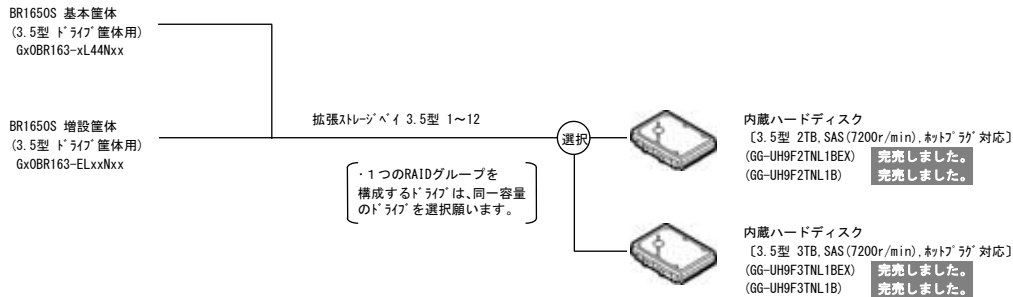 BR1650S 基本筐体
(3.5型 ﾄﾞﾗｲﾌﾞ筐体用)
Gx0BR163-xL44Nxx
BR1650S 増設筐体
(3.5型 ﾄﾞﾗｲﾌﾞ筐体用)
Gx0BR163-ELxxNxx
拡張ｽﾄﾚｰｼﾞﾍﾞｲ 3.5型 1～12
選択
・１つのRAIDグループを
構成するﾄﾞﾗｲﾌﾞは、同一容量
のﾄﾞﾗｲﾌﾞを選択願います。
内蔵ハードディスク
〔3.5型 2TB,SAS(7200r/min),ﾎｯﾄﾌﾟﾗｸﾞ対応〕
(GG-UH9F2TNL1BEX) 完売しました。
(GG-UH9F2TNL1B) 完売しました。
内蔵ハードディスク
〔3.5型 3TB,SAS(7200r/min),ﾎｯﾄﾌﾟﾗｸﾞ対応〕
(GG-UH9F3TNL1BEX) 完売しました。
(GG-UH9F3TNL1B) 完売しました。